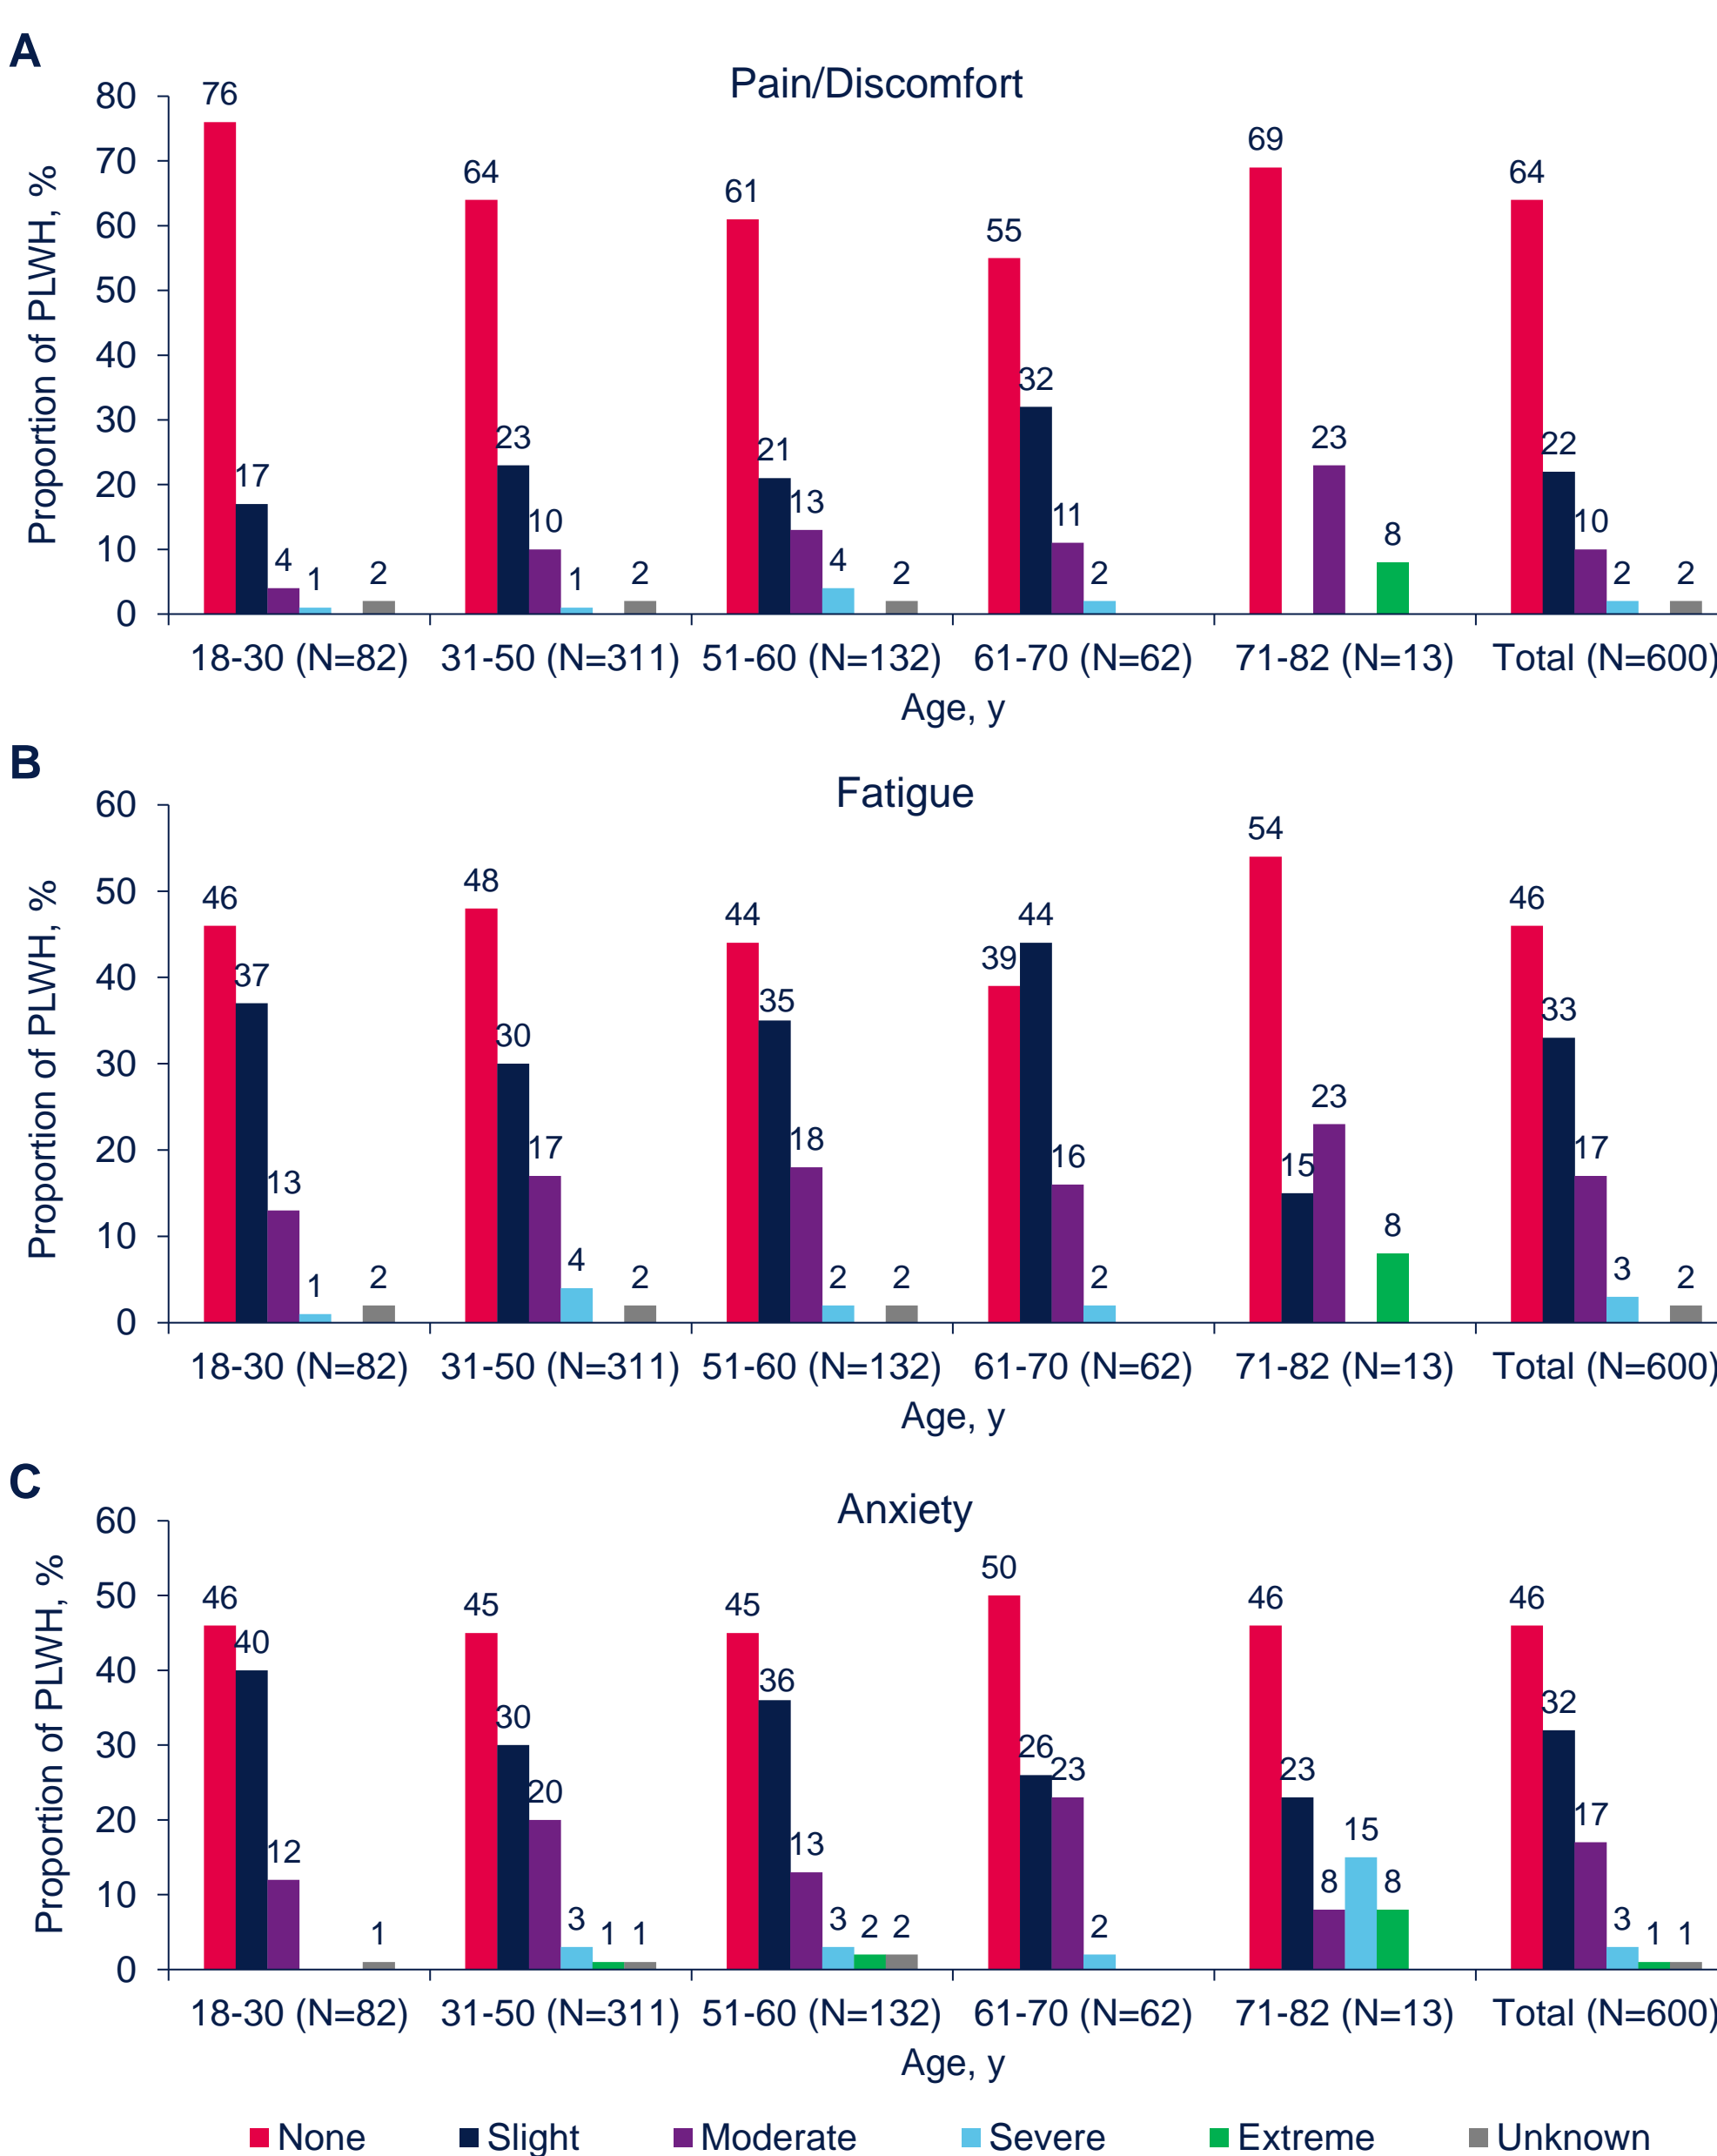 A
Pain/Discomfort
Proportion of PLWH, %
80
70
60
50
40
30
20
10
0
76 17 4 1 2
64 23 10 1 2
61 21 13 4 2
55 32 11 2
69 23 8
64 22 10 2 2
18-30 (N=82) 31-50 (N=311) 51-60 (N=132) 61-70 (N=62) 71-82 (N=13) Total (N=600)
Age, y
B
Fatigue
Proportion of PLWH, %
60
50
40
30
20
10
0
46 37 13 1 2
48 30 17 4 2
44 35 18 2 2
39 44 16 2
54 15 23 8
46 33 17 3 2
18-30 (N=82) 31-50 (N=311) 51-60 (N=132) 61-70 (N=62) 71-82 (N=13) Total (N=600)
Age, y
C
Anxiety
Proportion of PLWH, %
60
50
40
30
20
10
0
46 40 12 1
45 30 20 3 1 1
45 36 13 3 2 2
50 26 23 2
46 23 8 15 8
46 32 17 3 1 1
18-30 (N=82) 31-50 (N=311) 51-60 (N=132) 61-70 (N=62) 71-82 (N=13) Total (N=600)
Age, y
None Slight Moderate Severe Extreme Unknown